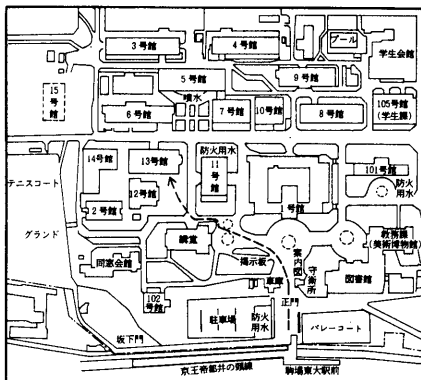 3号館
4号館
プール
学生会館
15号館
5号館
噴水
9号館
6号館
7号館
10号館
8号館
105号館
(学生課)
防火用水
14号館
13号館
11号館
101号館
防火用水
テニスコート
12号館
号館
2号館
グランド
講堂
教務課
(美術博物館)
同窓会館
掲示板
案内図
守衛所
図書館
車庫
102号館
正門
駐車場
防火用水
バレーコート
坂下門
京王帝都井の頭線
駒場東大駅前